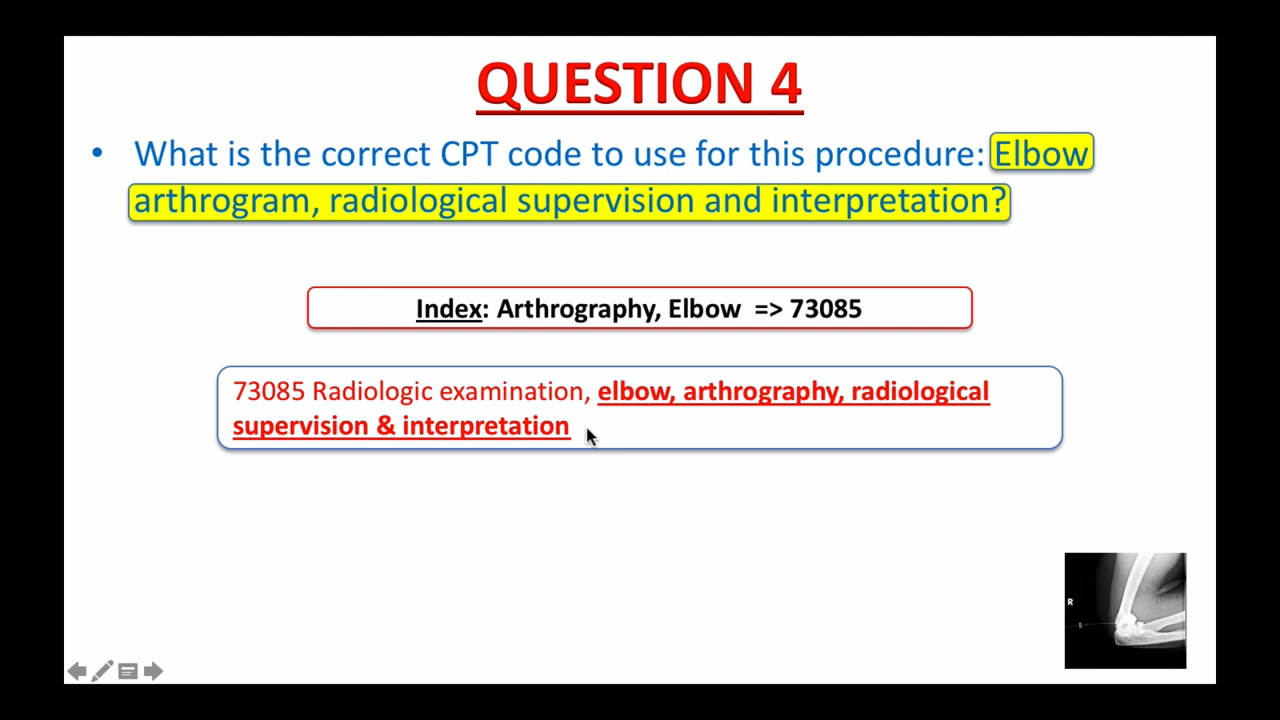 QUESTION 4
• What is the correct CPT code to use for this procedure: Elbow
arthrogram, radiological supervision and interpretation?
Index: Arthrography, Elbow => 73085
73085 Radiologic examination, elbow, arthrography, radiological
supervision & interpretation
R